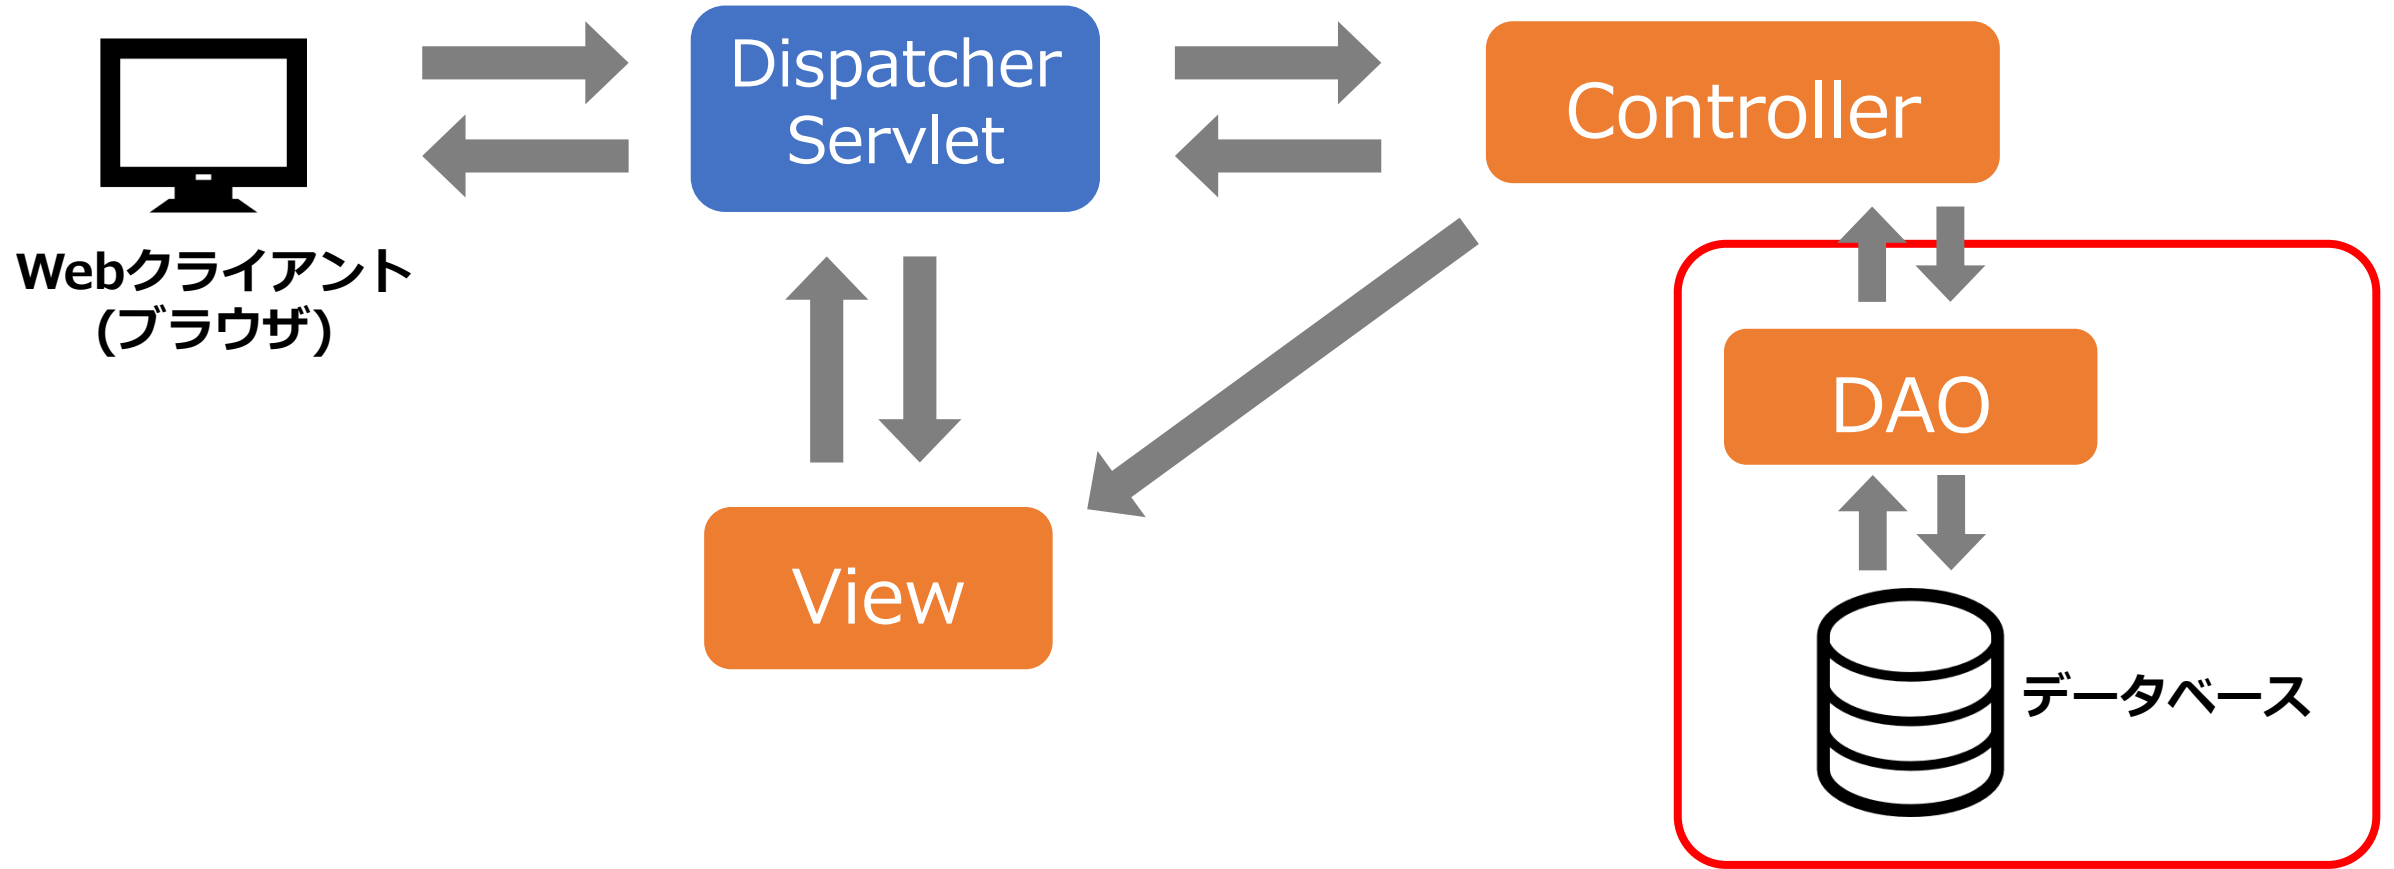 Dispatcher
Servlet
Controller
Webクライアント
(ブラウザ)
DAO
View
データベース